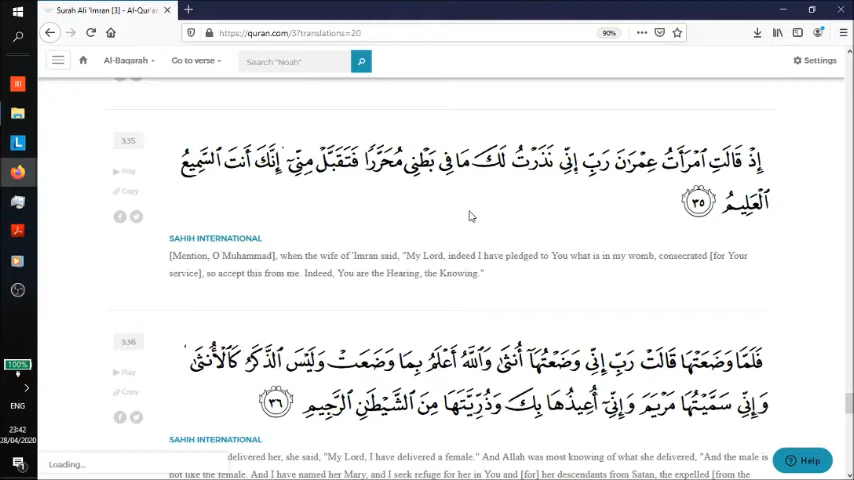 Surah Ali 'Imran [3] - Al-Qur'a
https://quran.com/3?translations=20
90%
Al-Baqarah
Go to verse
Search "Noah"
Settings
3:35
إِذْ قَالَتِ ٱمْرَأَتُ عِمْرَٰنَ رَبِّ إِنِّى نَذَرْتُ لَكَ مَا فِى بَطْنِى مُحَرَّرًا فَتَقَبَّلْ مِنِّىٓ ۖ إِنَّكَ أَنتَ ٱلسَّمِيعُ
ٱلْعَلِيمُ ٣٥
Play
Copy
SAHIH INTERNATIONAL
[Mention, O Muhammad], when the wife of 'Imran said, "My Lord, indeed I have pledged to You what is in my womb, consecrated [for Your
service], so accept this from me. Indeed, You are the Hearing, the Knowing."
3:36
فَلَمَّا وَضَعَتْهَا قَالَتْ رَبِّ إِنِّى وَضَعْتُهَآ أُنثَىٰ وَٱللَّهُ أَعْلَمُ بِمَا وَضَعَتْ وَلَيْسَ ٱلذَّكَرُ كَٱلْأُنثَىٰ ۖ
وَإِنِّى سَمَّيْتُهَا مَرْيَمَ وَإِنِّىٓ أُعِيذُهَا بِكَ وَذُرِّيَّتَهَا مِنَ ٱلشَّيْطَٰنِ ٱلرَّجِيمِ ٣٦
Play
Copy
SAHIH INTERNATIONAL
delivered her, she said, "My Lord, I have delivered a female." And Allah was most knowing of what she delivered, "And the male is
not like the female. And I have named her Mary, and I seek refuge for her in You and [for] her descendants from Satan, the expelled [from the
Loading...
Help
100%
ENG
23:42
28/04/2020